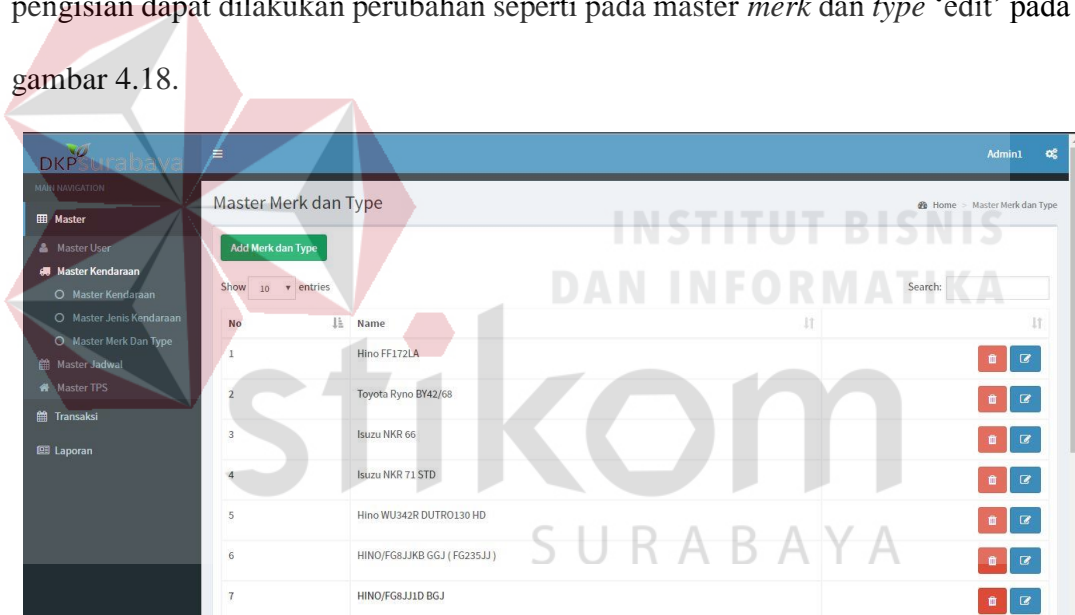 pengisian dapat dilakukan perubahan seperti pada master merk dan type ‘edit’ pada
gambar 4.18.
DKPSurabaya
Admin1
MAIN NAVIGATION
Master
Master User
Master Kendaraan
Master Kendaraan
Master Jenis Kendaraan
Master Merk Dan Type
Master Jadwal
Master TPS
Transaksi
Laporan
Master Merk dan Type
Home > Master Merk dan Type
Add Merk dan Type
Show 10 entries
Search:
No Name
1 Hino FF172LA
2 Toyota Ryno BY42/68
3 Isuzu NKR 66
4 Isuzu NKR 71 STD
5 Hino WU342R DUTRO130 HD
6 HINO/FG8JJKB GGJ ( FG235JJ )
7 HINO/FG8JJ1D BGJ
INSTITUT BISNIS
DAN INFORMATIKA
stikom
SURABAYA